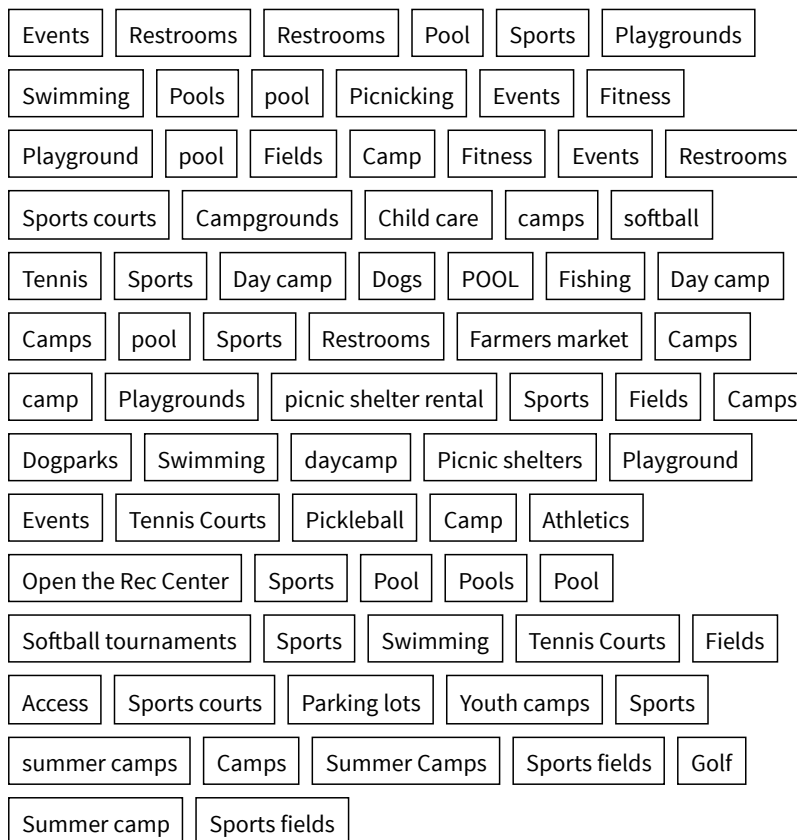 Events Restrooms Restrooms Pool Sports Playgrounds
Swimming Pools pool Picnicking Events Fitness
Playground pool Fields Camp Fitness Events Restrooms
Sports courts Campgrounds Child care camps softball
Tennis Sports Day camp Dogs POOL Fishing Day camp
Camps pool Sports Restrooms Farmers market Camps
camp Playgrounds picnic shelter rental Sports Fields Camps
Dogparks Swimming daycamp Picnic shelters Playground
Events Tennis Courts Pickleball Camp Athletics
Open the Rec Center Sports Pool Pools Pool
Softball tournaments Sports Swimming Tennis Courts Fields
Access Sports courts Parking lots Youth camps Sports
summer camps Camps Summer Camps Sports fields Golf
Summer camp Sports fields